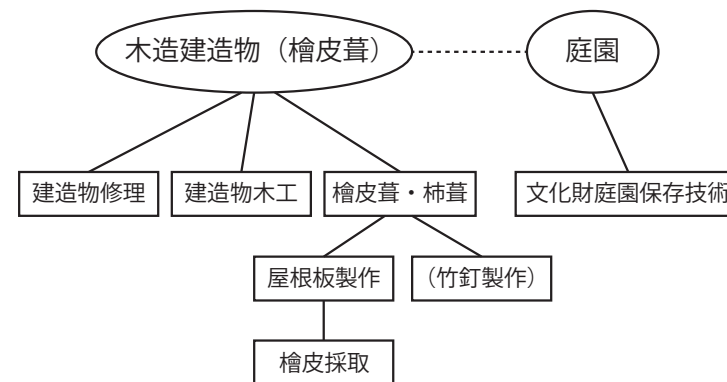 木造建造物（檜皮葺）
庭園
建造物修理
建造物木工
檜皮葺・柿葺
文化財庭園保存技術
屋根板製作
（竹釘製作）
檜皮採取